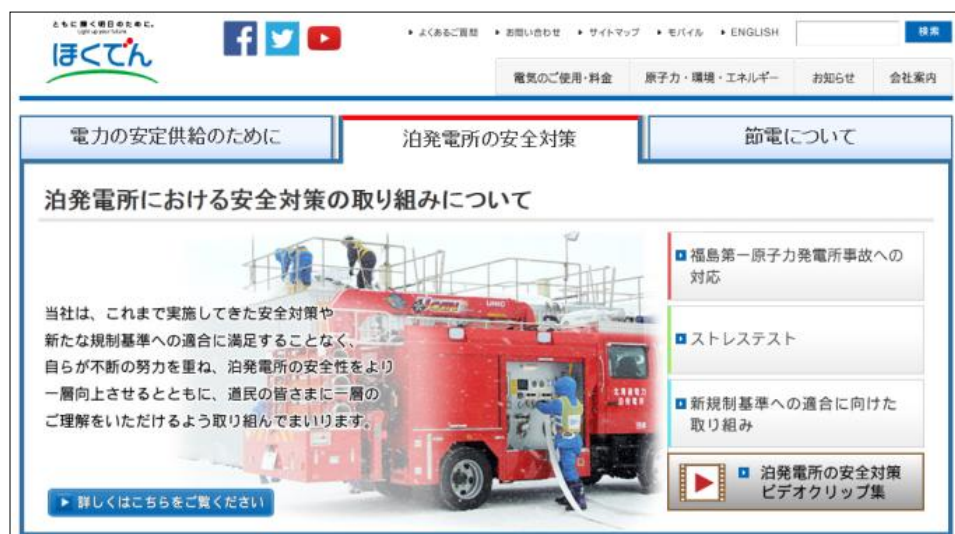 ともに輝く明日のために。
Light up your future.
ほくでん
よくあるご質問 お問い合わせ サイトマップ モバイル ENGLISH 検索
電気のご使用・料金 原子力・環境・エネルギー お知らせ 会社案内
電力の安定供給のために 泊発電所の安全対策 節電について
泊発電所における安全対策の取り組みについて
当社は、これまで実施してきた安全対策や
新たな規制基準への適合に満足することなく、
自らが不断の努力を重ね、泊発電所の安全性をより
一層向上させるとともに、道民の皆さまに一層の
ご理解をいただけるよう取り組んでまいります。
詳しくはこちらをご覧ください
福島第一原子力発電所事故への
対応
ストレステスト
新規制基準への適合に向けた
取り組み
泊発電所の安全対策
ビデオクリップ集
北海道電力
泊発電所